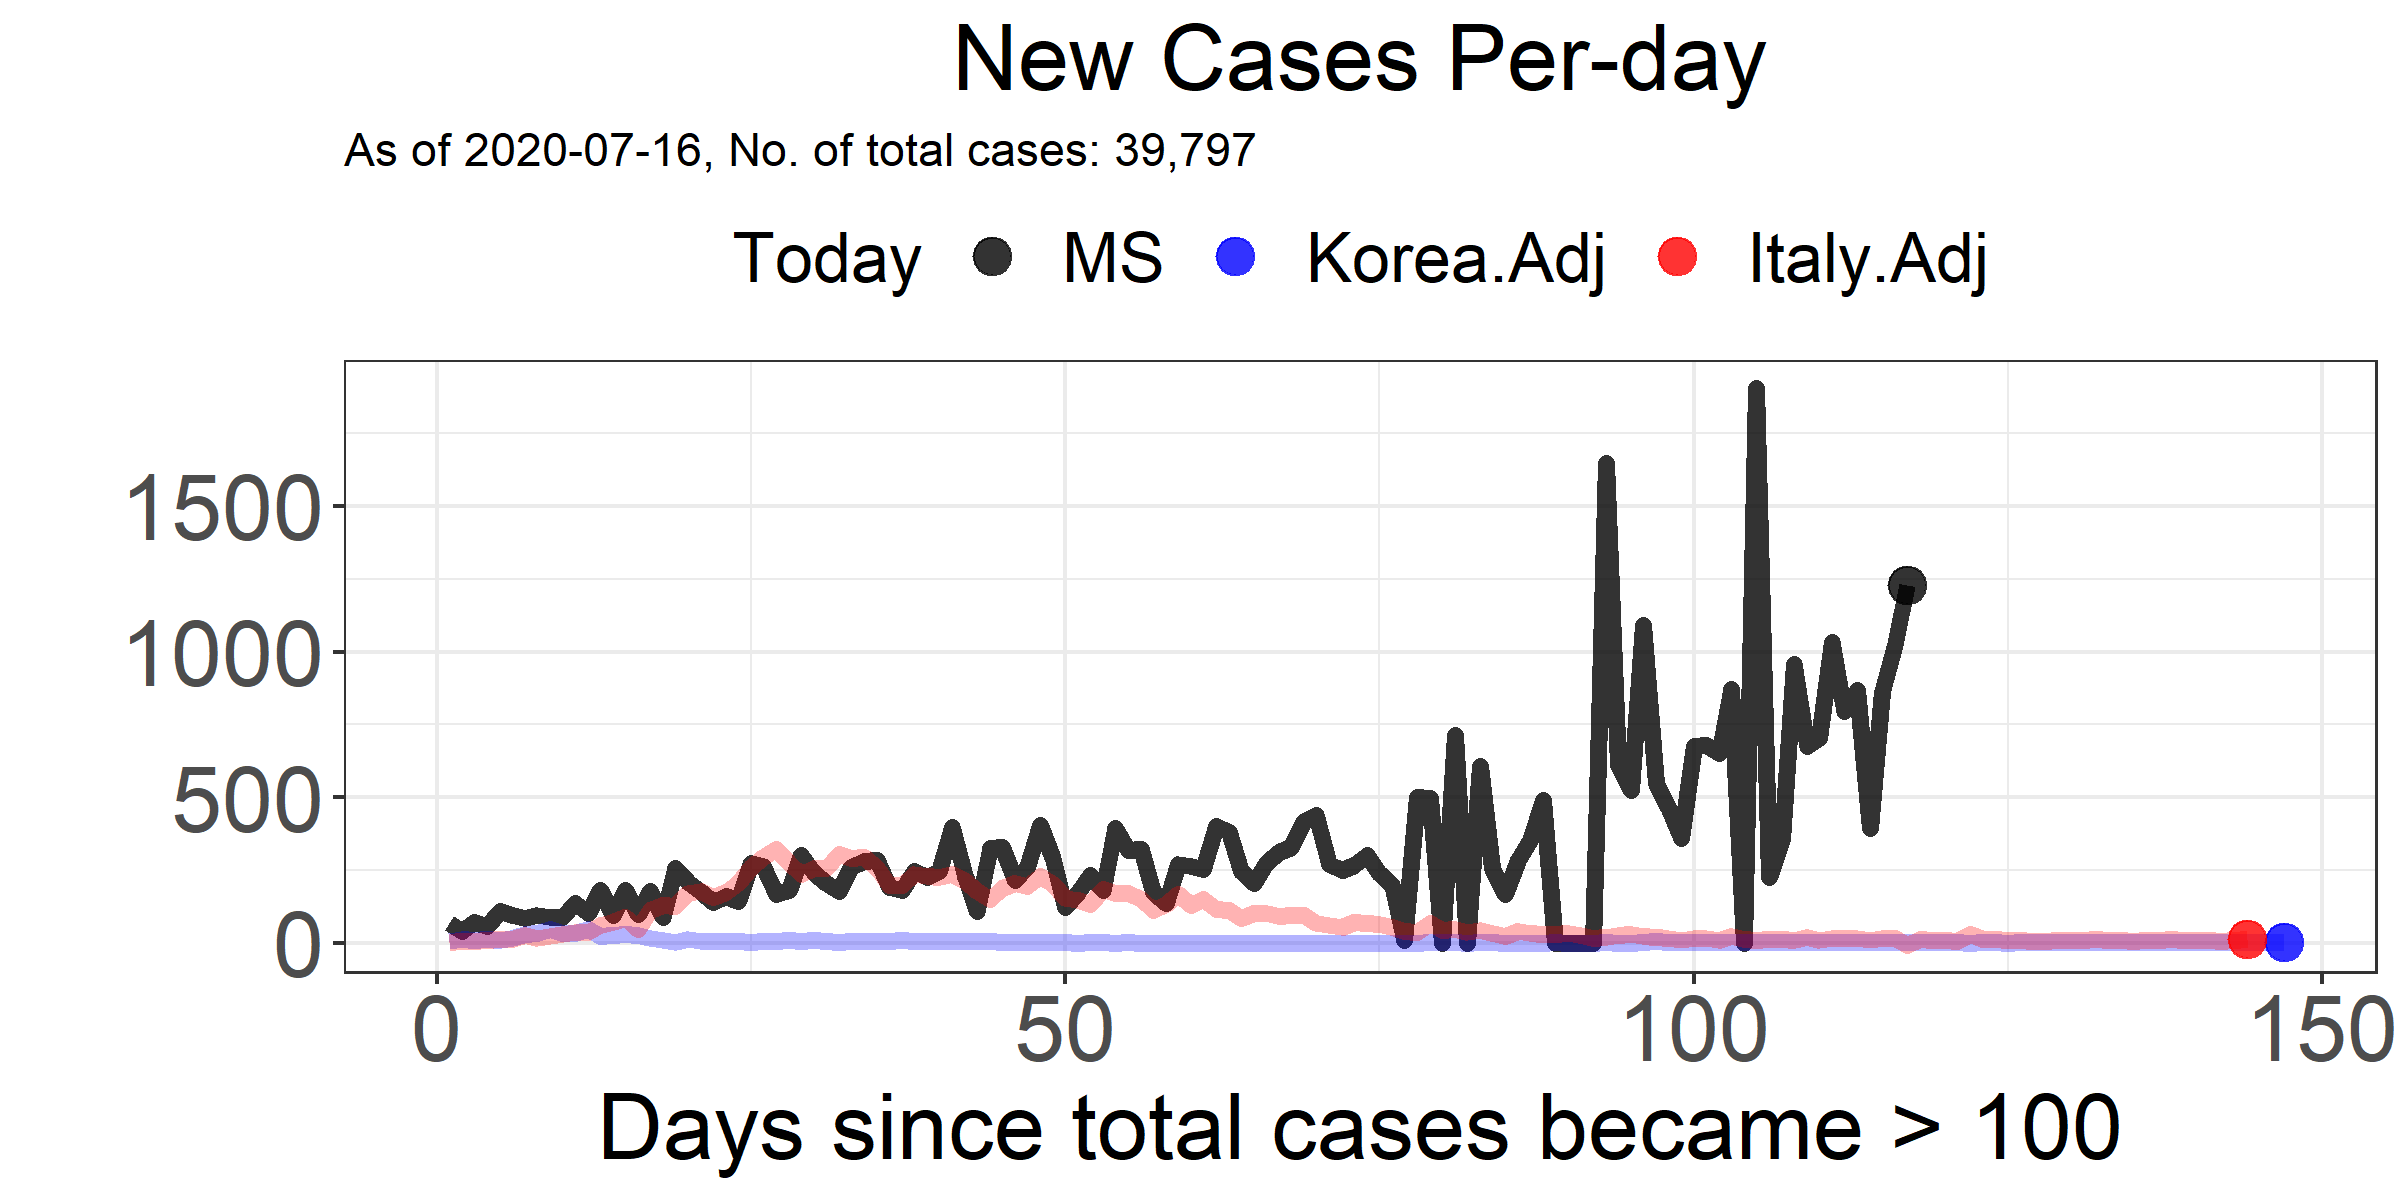 New Cases Per-day
As of 2020-07-16, No. of total cases: 39,797
Today MS Korea.Adj Italy.Adj
1500
1000
500
0
0 50 100 150
Days since total cases became > 100